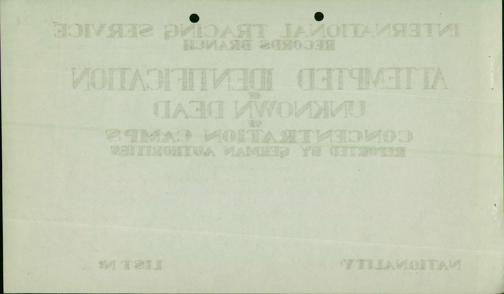 INTERNATIONAL TRACING SERVICE
RECORDS BRANCH
ATTEMPTED IDENTIFICATION
OF
UNKNOWN DEAD
OF
CONCENTRATION CAMPS
REPORTED BY GERMAN AUTHORITIES
NATIONALITY LIST No